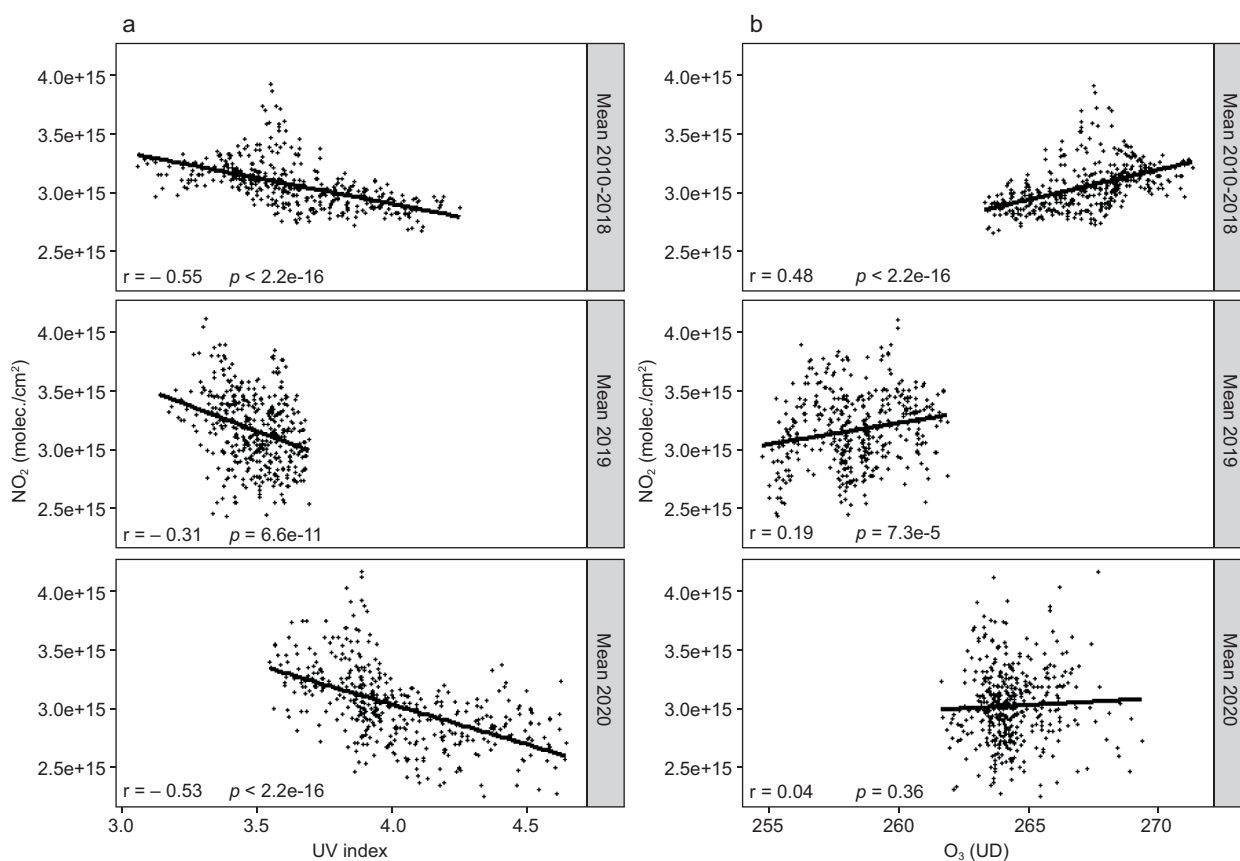 a
b
4.0e+15
3.5e+15
3.0e+15
2.5e+15
r = – 0.55 p < 2.2e-16
Mean 2010-2018
4.0e+15
3.5e+15
3.0e+15
2.5e+15
r = 0.48 p < 2.2e-16
Mean 2010-2018
NO₂ (molec./cm²)
4.0e+15
3.5e+15
3.0e+15
2.5e+15
r = – 0.31 p = 6.6e-11
Mean 2019
NO₂ (molec./cm²)
4.0e+15
3.5e+15
3.0e+15
2.5e+15
r = 0.19 p = 7.3e-5
Mean 2019
4.0e+15
3.5e+15
3.0e+15
2.5e+15
r = – 0.53 p < 2.2e-16
Mean 2020
4.0e+15
3.5e+15
3.0e+15
2.5e+15
r = 0.04 p = 0.36
Mean 2020
3.0 3.5 4.0 4.5
UV index
255 260 265 270
O₃ (UD)